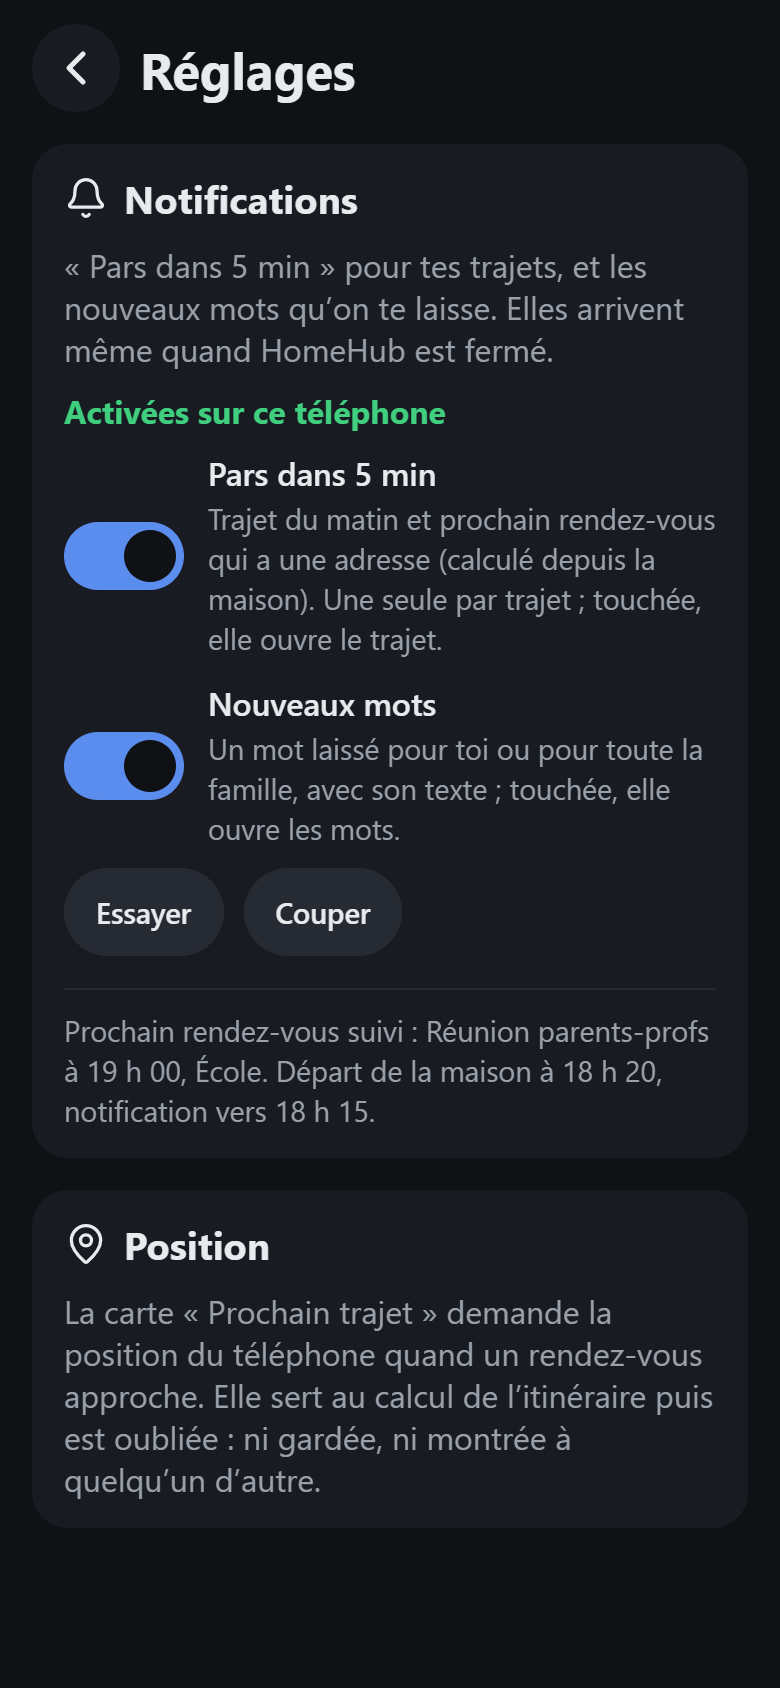 Réglages
Notifications
« Pars dans 5 min » pour tes trajets, et les
nouveaux mots qu’on te laisse. Elles arrivent
même quand HomeHub est fermé.
Activées sur ce téléphone
Pars dans 5 min
Trajet du matin et prochain rendez-vous
qui a une adresse (calculé depuis la
maison). Une seule par trajet ; touchée,
elle ouvre le trajet.
Nouveaux mots
Un mot laissé pour toi ou pour toute la
famille, avec son texte ; touchée, elle
ouvre les mots.
Essayer
Couper
Prochain rendez-vous suivi : Réunion parents-profs
à 19 h 00, École. Départ de la maison à 18 h 20,
notification vers 18 h 15.
Position
La carte « Prochain trajet » demande la
position du téléphone quand un rendez-vous
approche. Elle sert au calcul de l’itinéraire puis
est oubliée : ni gardée, ni montrée à
quelqu’un d’autre.